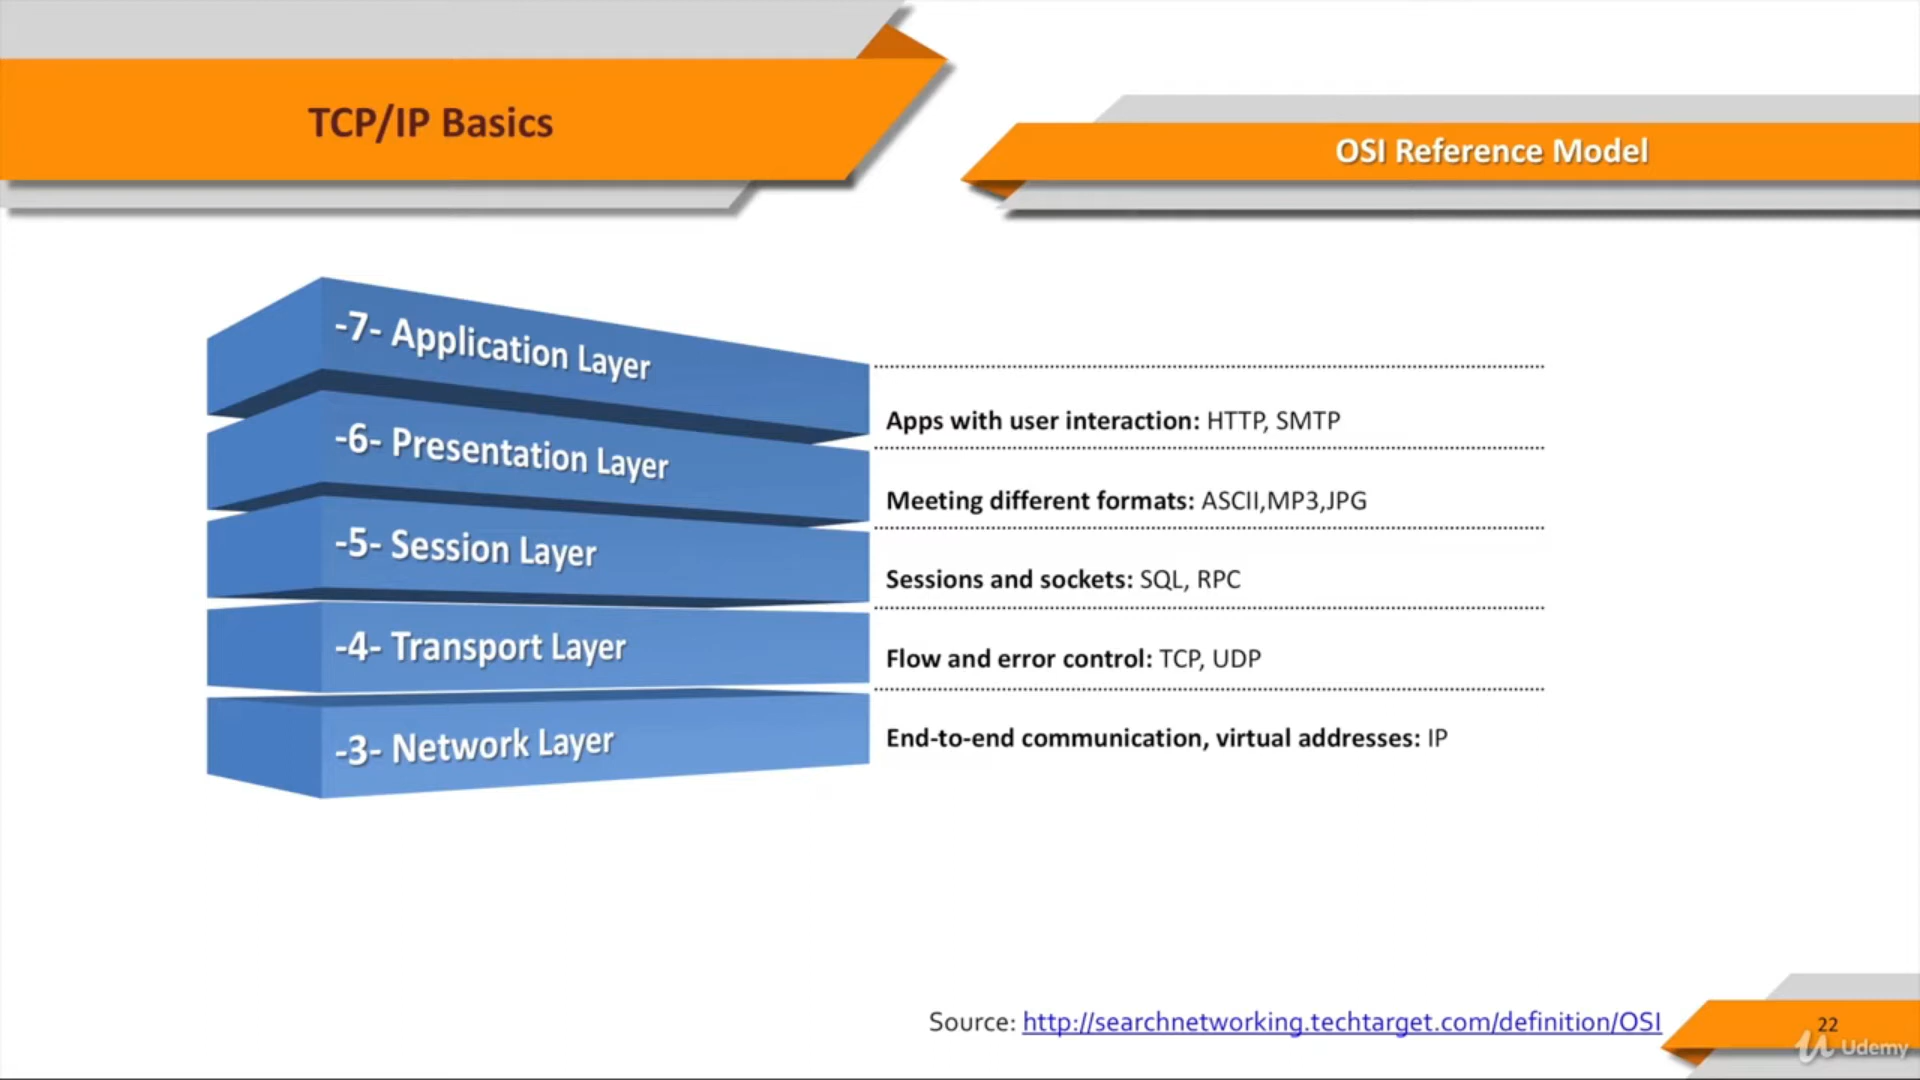 TCP/IP Basics
OSI Reference Model
-7- Application Layer
Apps with user interaction: HTTP, SMTP
-6- Presentation Layer
Meeting different formats: ASCII,MP3,JPG
-5- Session Layer
Sessions and sockets: SQL, RPC
-4- Transport Layer
Flow and error control: TCP, UDP
-3- Network Layer
End-to-end communication, virtual addresses: IP
Source: http://searchnetworking.techtarget.com/definition/OSI
22
Udemy